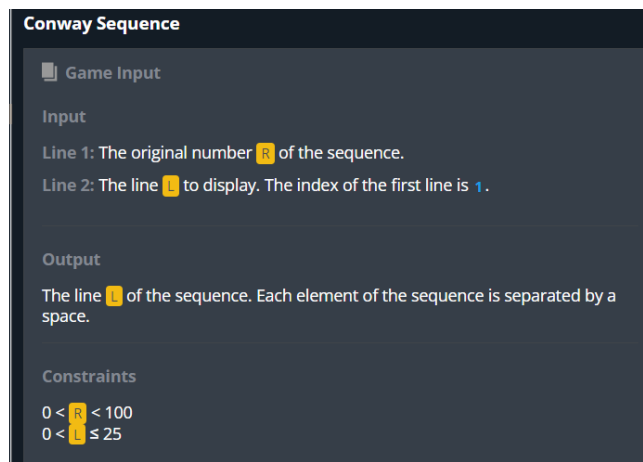 Conway Sequence
Game Input
Input
Line 1: The original number R of the sequence.
Line 2: The line L to display. The index of the first line is 1.
Output
The line L of the sequence. Each element of the sequence is separated by a
space.
Constraints
0 < R < 100
0 < L ≤ 25